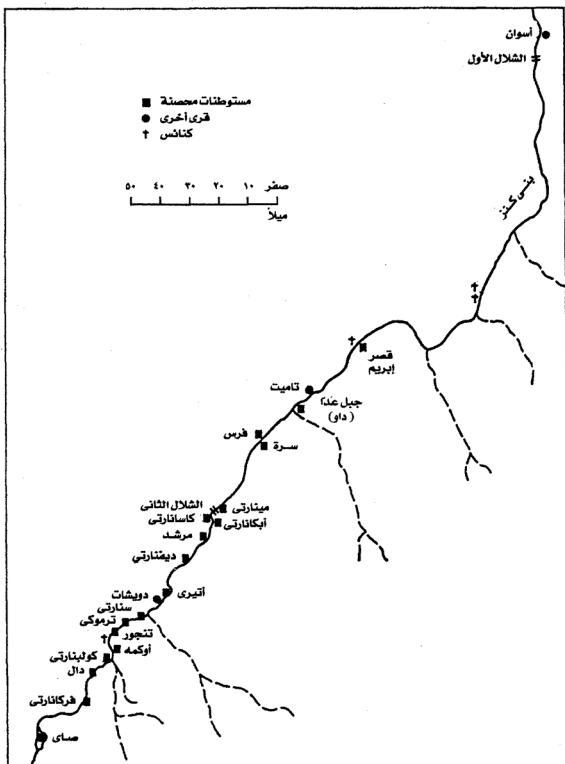 أسوان
الشلال الأول
مستوطنات محصنة
قرى أخرى
كنائس
صفر ١٠ ٢٠ ٣٠ ٤٠ ٥٠
ميلاً
بنى كنز
قصر
إبريم
تاميت
جبل عدا
(داو)
فرس
سرة
مينارتى
الشلال الثانى
كاسانارتى
أبكانارتى
مرشد
ديفنارتى
أتيرى
دويشات
سنارتى
ترموكى
تنجور
أوكمه
كولبنارتى
دال
فركانارتى
صاى